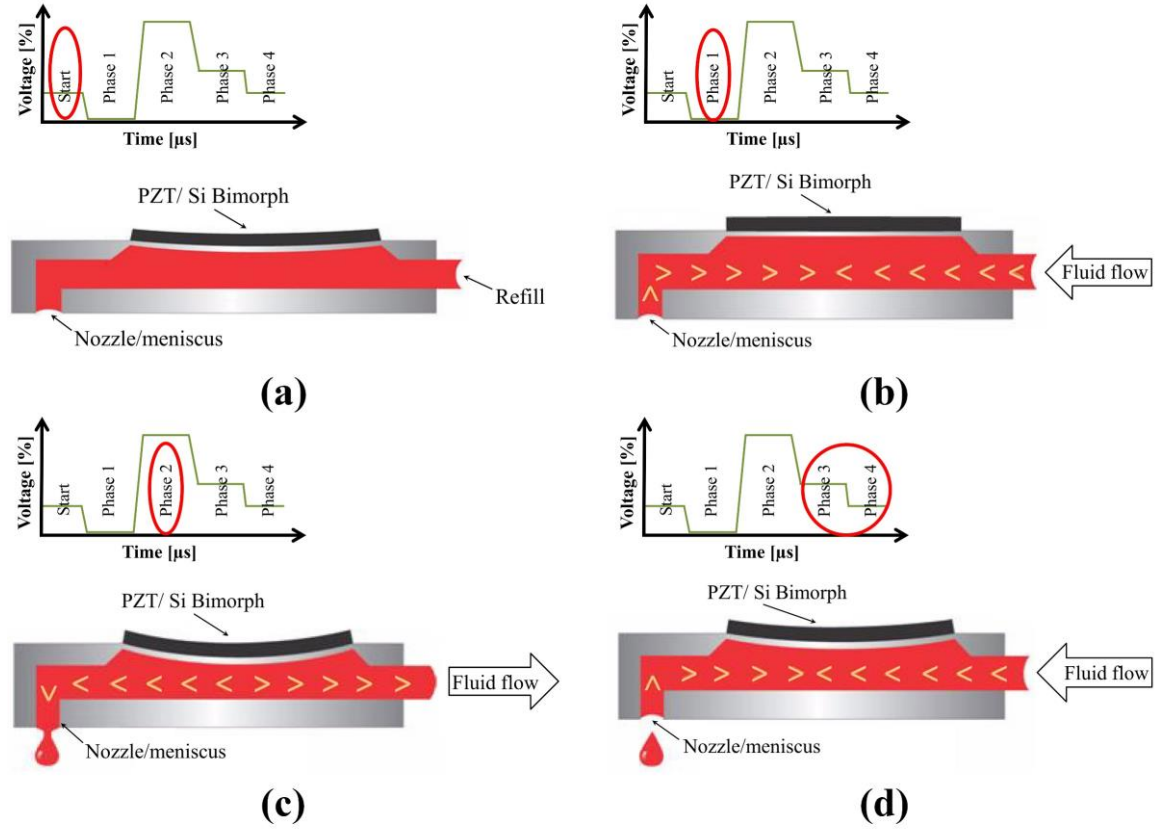 Voltage [%]
Start
Phase 1
Phase 2
Phase 3
Phase 4
Time [µs]
PZT/ Si Bimorph
Refill
Nozzle/meniscus
(a)
Voltage [%]
Start
Phase 1
Phase 2
Phase 3
Phase 4
Time [µs]
PZT/ Si Bimorph
Fluid flow
Nozzle/meniscus
(b)
Voltage [%]
Start
Phase 1
Phase 2
Phase 3
Phase 4
Time [µs]
PZT/ Si Bimorph
Fluid flow
Nozzle/meniscus
(c)
Voltage [%]
Start
Phase 1
Phase 2
Phase 3
Phase 4
Time [µs]
PZT/ Si Bimorph
Fluid flow
Nozzle/meniscus
(d)